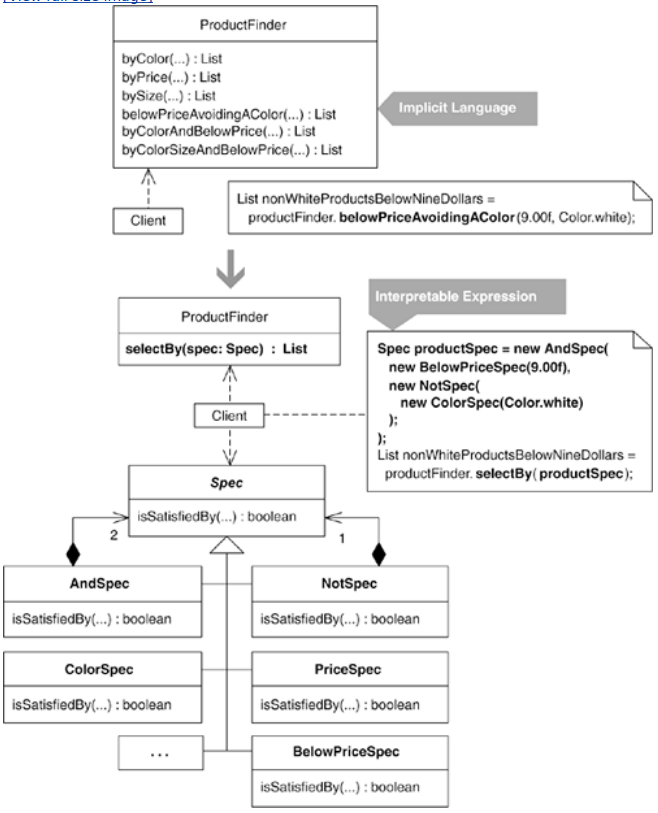 [View full size image]
ProductFinder
byColor(...) : List
byPrice(...) : List
bySize(...) : List
belowPriceAvoidingAColor(...) : List
byColorAndBelowPrice(...) : List
byColorSizeAndBelowPrice(...) : List
Implicit Language
Client
List nonWhiteProductsBelowNineDollars =
productFinder. belowPriceAvoidingAColor(9.00f, Color.white);
ProductFinder
selectBy(spec: Spec) : List
Client
Interpretable Expression
Spec productSpec = new AndSpec(
new BelowPriceSpec(9.00f),
new NotSpec(
new ColorSpec(Color.white)
);
);
List nonWhiteProductsBelowNineDollars =
productFinder. selectBy( productSpec);
Spec
isSatisfiedBy(...) : boolean
2
1
AndSpec
isSatisfiedBy(...) : boolean
NotSpec
isSatisfiedBy(...) : boolean
ColorSpec
isSatisfiedBy(...) : boolean
PriceSpec
isSatisfiedBy(...) : boolean
...
BelowPriceSpec
isSatisfiedBy(...) : boolean